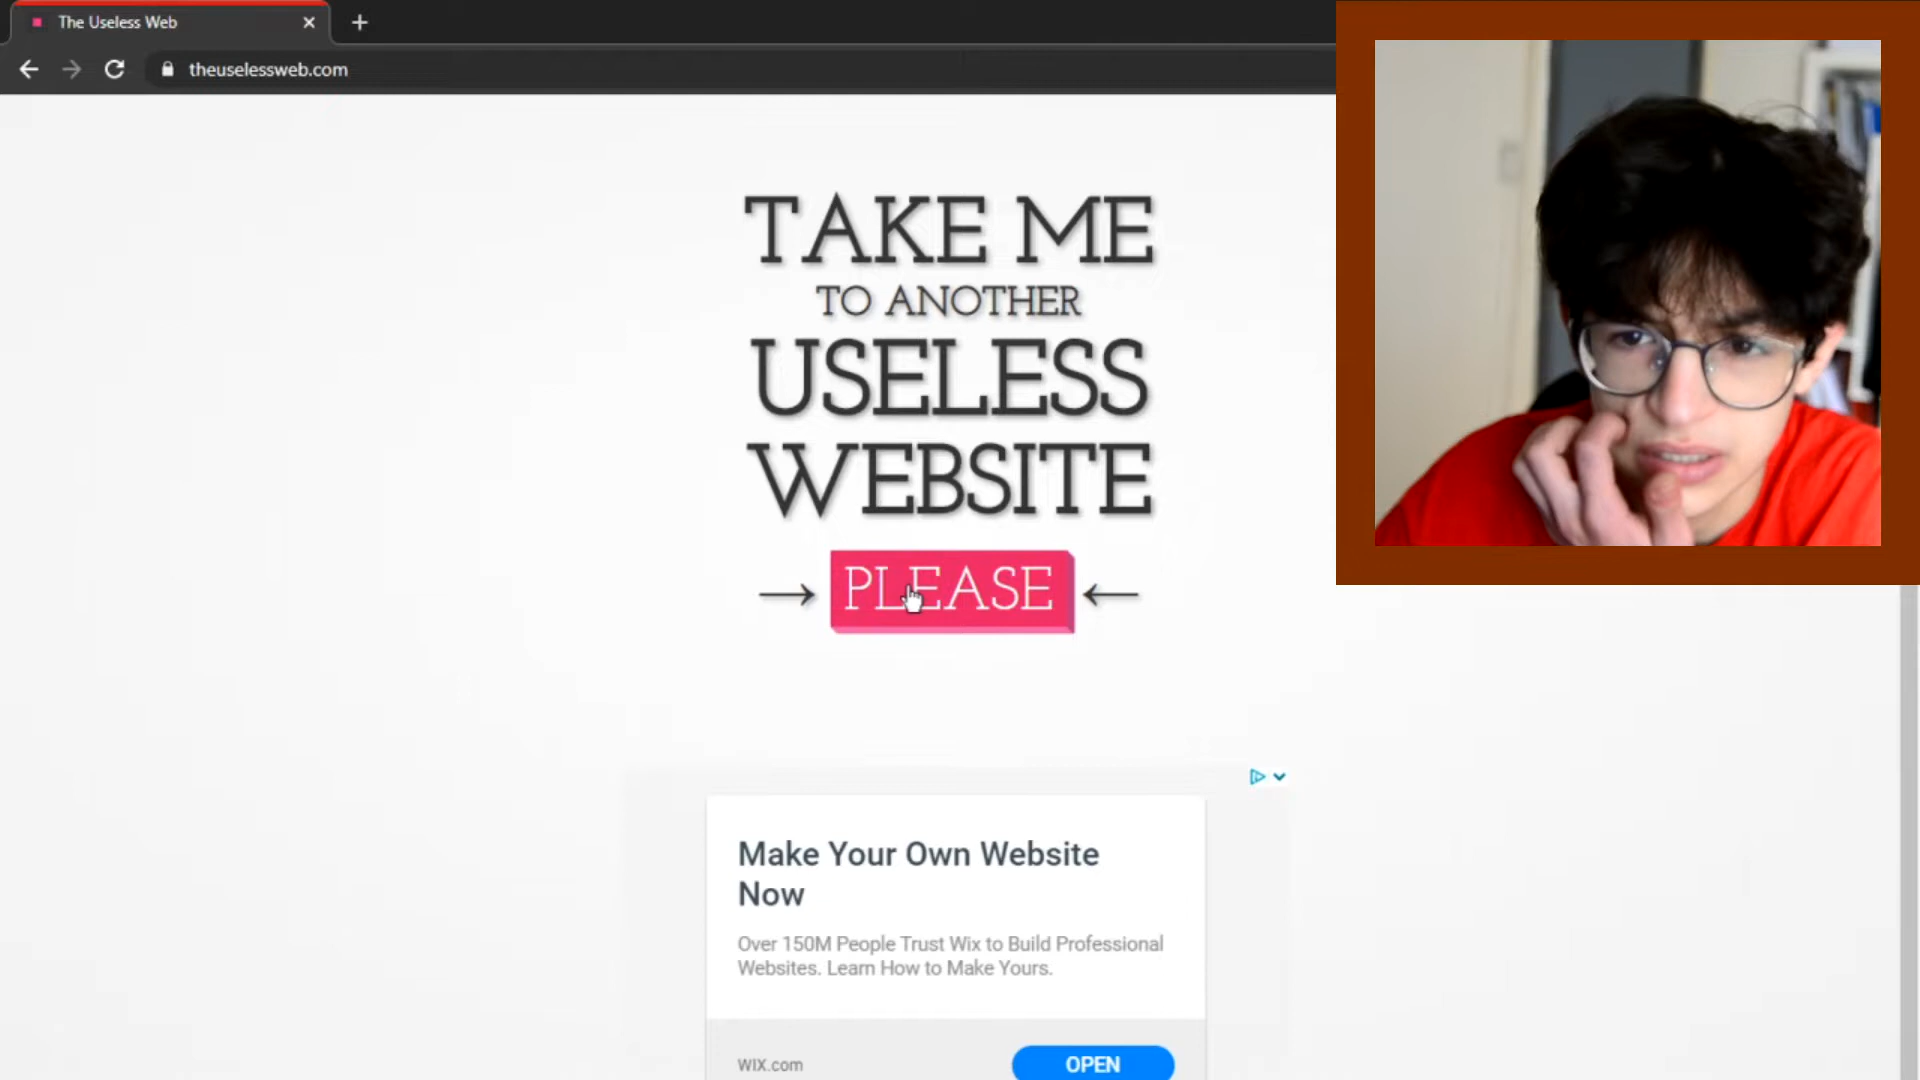 The Useless Web
theuselessweb.com
TAKE ME
TO ANOTHER
USELESS
WEBSITE
PLEASE
Make Your Own Website
Now
Over 150M People Trust Wix to Build Professional
Websites. Learn How to Make Yours.
WIX.com
OPEN